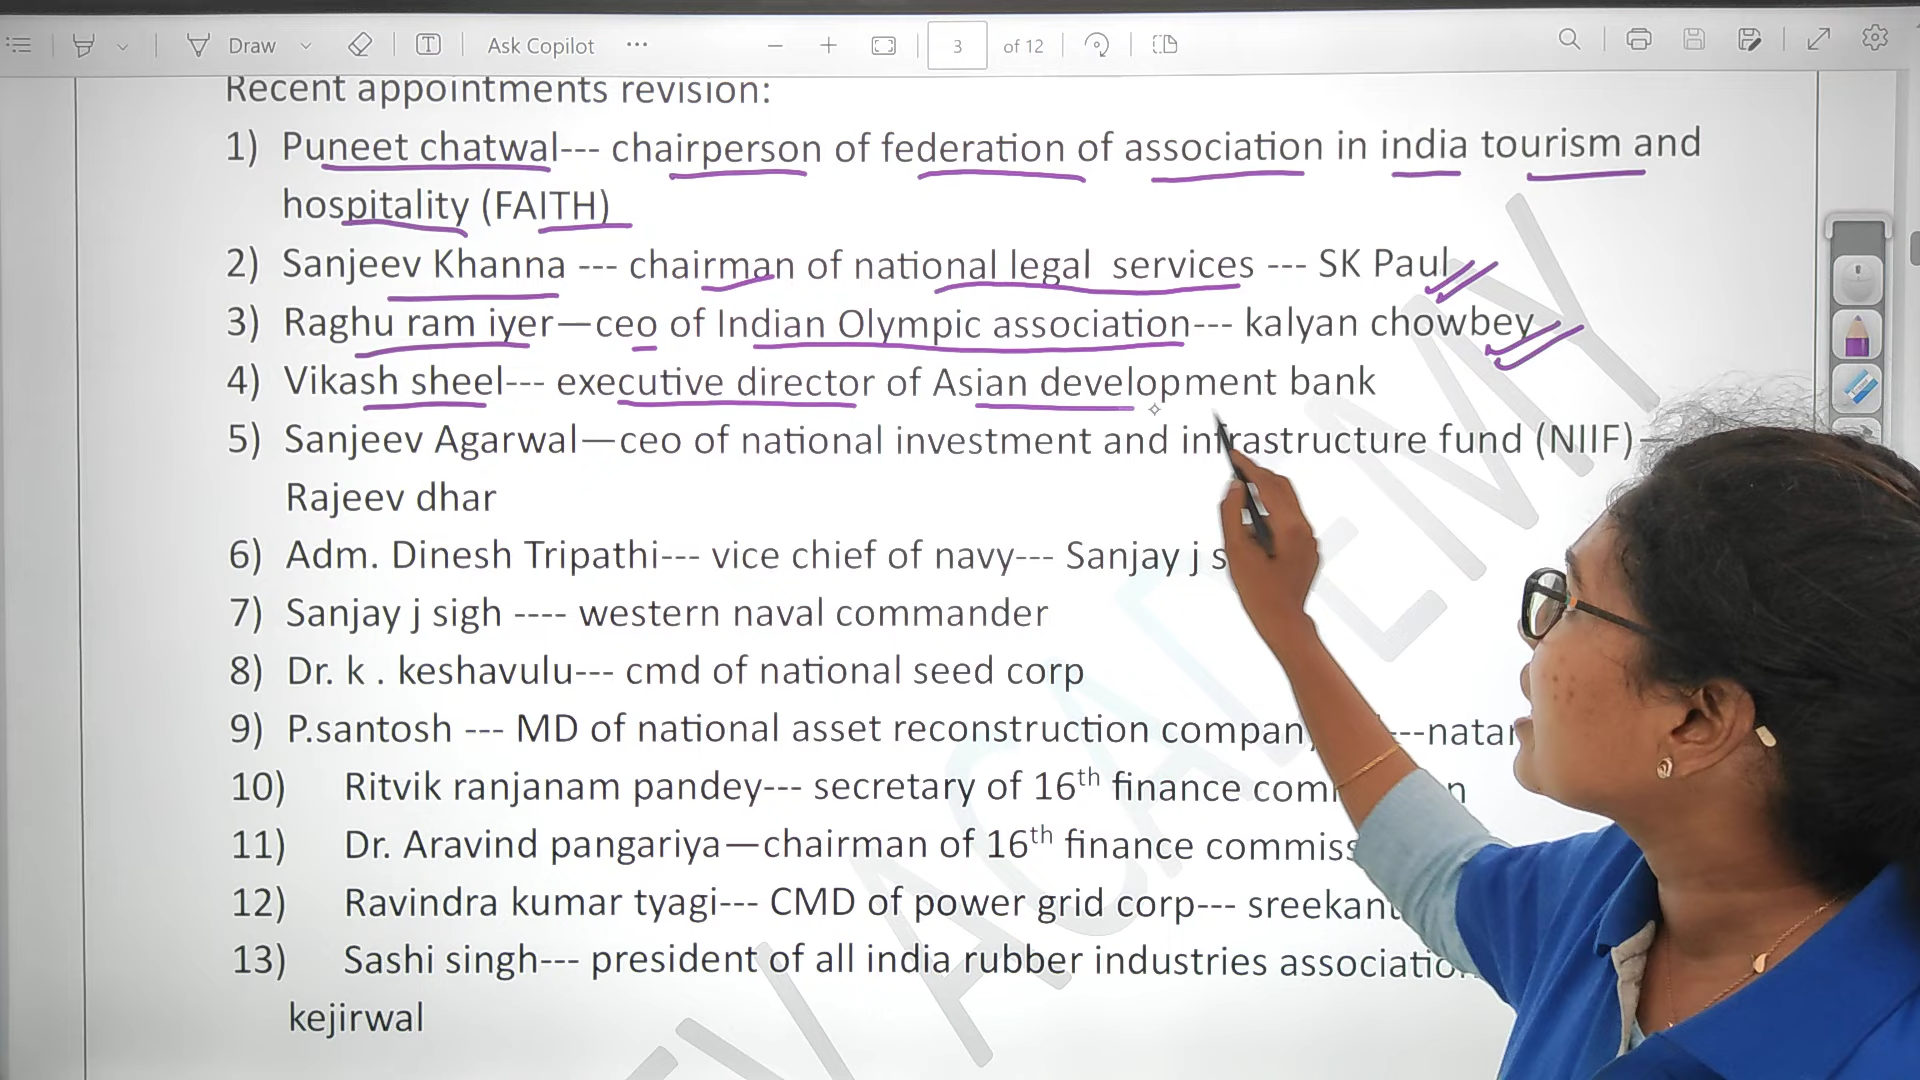 Draw
Ask Copilot
3 of 12
Recent appointments revision:
1) Puneet chatwal--- chairperson of federation of association in india tourism and
hospitality (FAITH)
2) Sanjeev Khanna --- chairman of national legal services --- SK Paul
3) Raghu ram iyer—ceo of Indian Olympic association--- kalyan chowbey
4) Vikash sheel--- executive director of Asian development bank
5) Sanjeev Agarwal—ceo of national investment and infrastructure fund (NIIF)—
Rajeev dhar
6) Adm. Dinesh Tripathi--- vice chief of navy--- Sanjay j
7) Sanjay j sigh ---- western naval commander
8) Dr. k . keshavulu--- cmd of national seed corp
9) P.santosh --- MD of national asset reconstruction
10) Ritvik ranjanam pandey--- secretary of 16th finance
11) Dr. Aravind pangariya—chairman of 16th finance
12) Ravindra kumar tyagi--- CMD of power grid corp---
13) Sashi singh--- president of all india rubber industries
kejirwal
ACADEMY